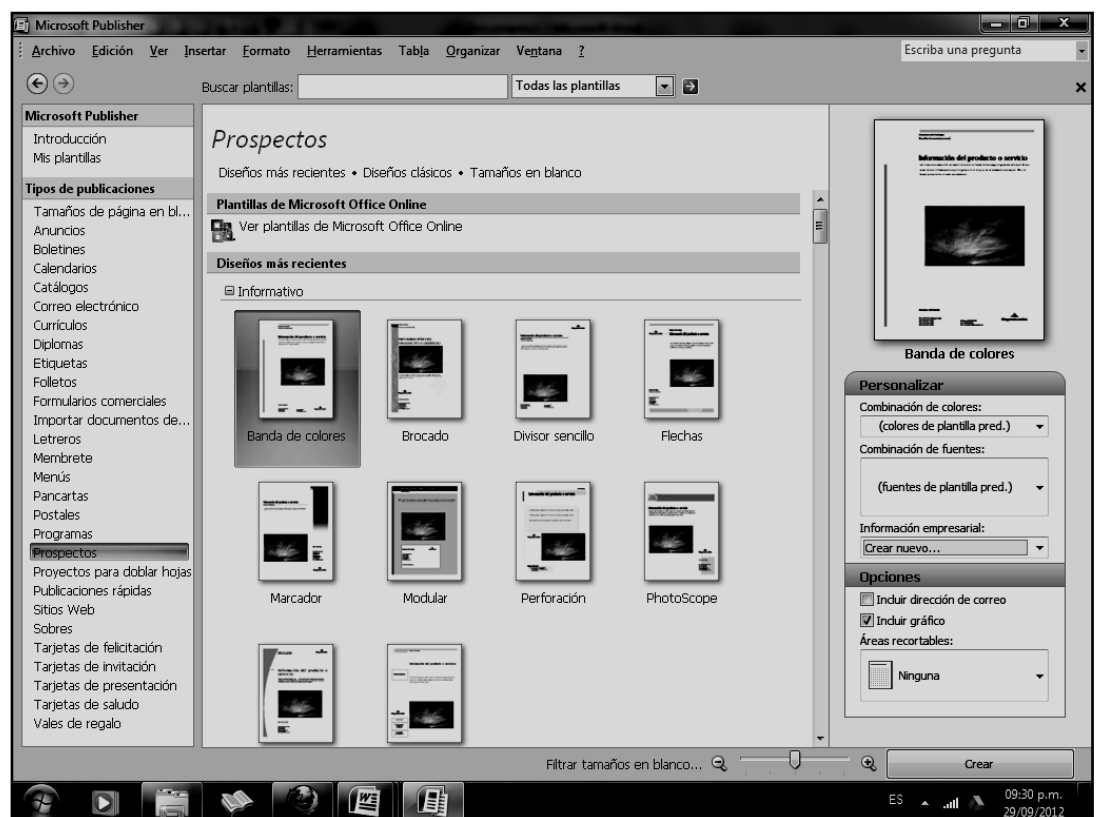 Microsoft Publisher
Archivo Edición Ver Insertar Formato Herramientas Tabla Organizar Ventana ?
Escriba una pregunta
Buscar plantillas:
Todas las plantillas
Microsoft Publisher
Introducción
Mis plantillas
Tipos de publicaciones
Tamaños de página en bl...
Anuncios
Boletines
Calendarios
Catálogos
Correo electrónico
Currículos
Diplomas
Etiquetas
Folletos
Formularios comerciales
Importar documentos de...
Letreros
Membrete
Menús
Pancartas
Postales
Programas
Prospectos
Proyectos para doblar hojas
Publicaciones rápidas
Sitios Web
Sobres
Tarjetas de felicitación
Tarjetas de invitación
Tarjetas de presentación
Tarjetas de saludo
Vales de regalo
Prospectos
Diseños más recientes • Diseños clásicos • Tamaños en blanco
Plantillas de Microsoft Office Online
Ver plantillas de Microsoft Office Online
Diseños más recientes
Informativo
Banda de colores
Brocado
Divisor sencillo
Flechas
Marcador
Modular
Perforación
PhotoScope
Información del producto o servicio
Banda de colores
Personalizar
Combinación de colores:
(colores de plantilla pred.)
Combinación de fuentes:
(fuentes de plantilla pred.)
Información empresarial:
Crear nuevo...
Opciones
Incluir dirección de correo
Incluir gráfico
Áreas recortables:
Ninguna
Filtrar tamaños en blanco...
Crear
ES
09:30 p.m.
29/09/2012